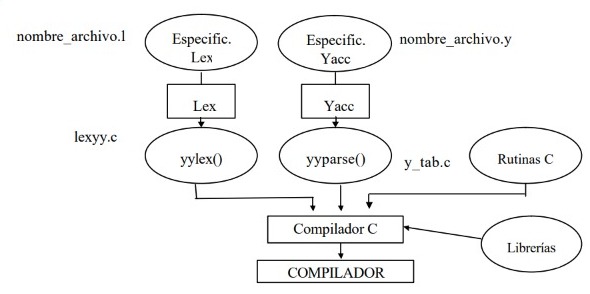 nombre_archivo.l
Especific.
Lex
Especific.
Yacc
nombre_archivo.y
Lex
Yacc
lexyy.c
yylex()
yyparse()
y_tab.c
Rutinas C
Compilador C
Librerías
COMPILADOR